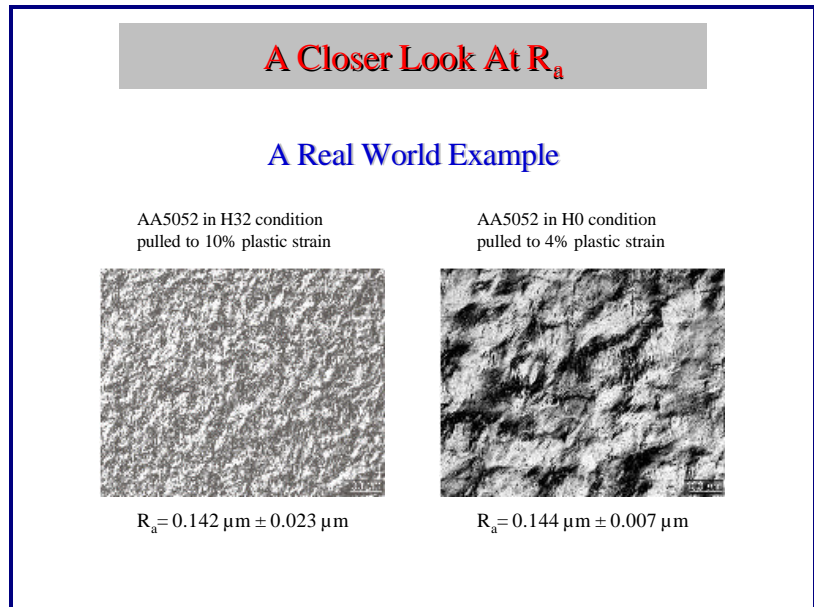 A Closer Look At Ra
A Real World Example
AA5052 in H32 condition
pulled to 10% plastic strain
AA5052 in H0 condition
pulled to 4% plastic strain
Ra= 0.142 µm ± 0.023 µm
Ra= 0.144 µm ± 0.007 µm